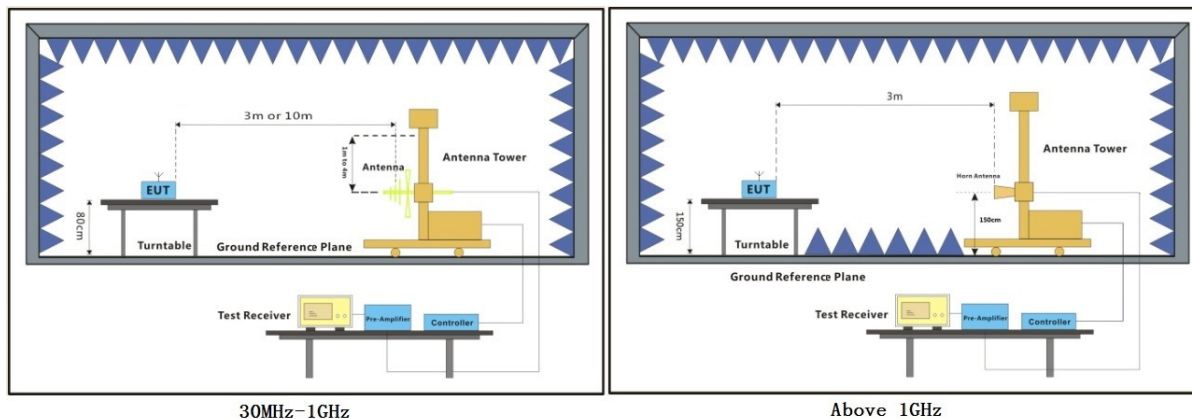 3m or 10m
1m to 4m
Antenna
Antenna Tower
EUT
80cm
Turntable
Ground Reference Plane
Test Receiver
Pre-Amplifier
Controller
30MHz-1GHz
3m
Antenna Tower
Horn Antenna
EUT
150cm
150cm
Turntable
Ground Reference Plane
Test Receiver
Pre-Amplifier
Controller
Above 1GHz